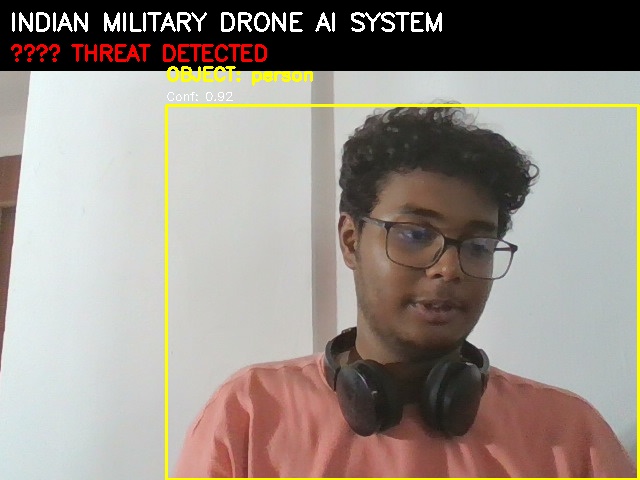 INDIAN MILITARY DRONE AI SYSTEM
???? THREAT DETECTED
OBJECT: person
Conf: 0.92